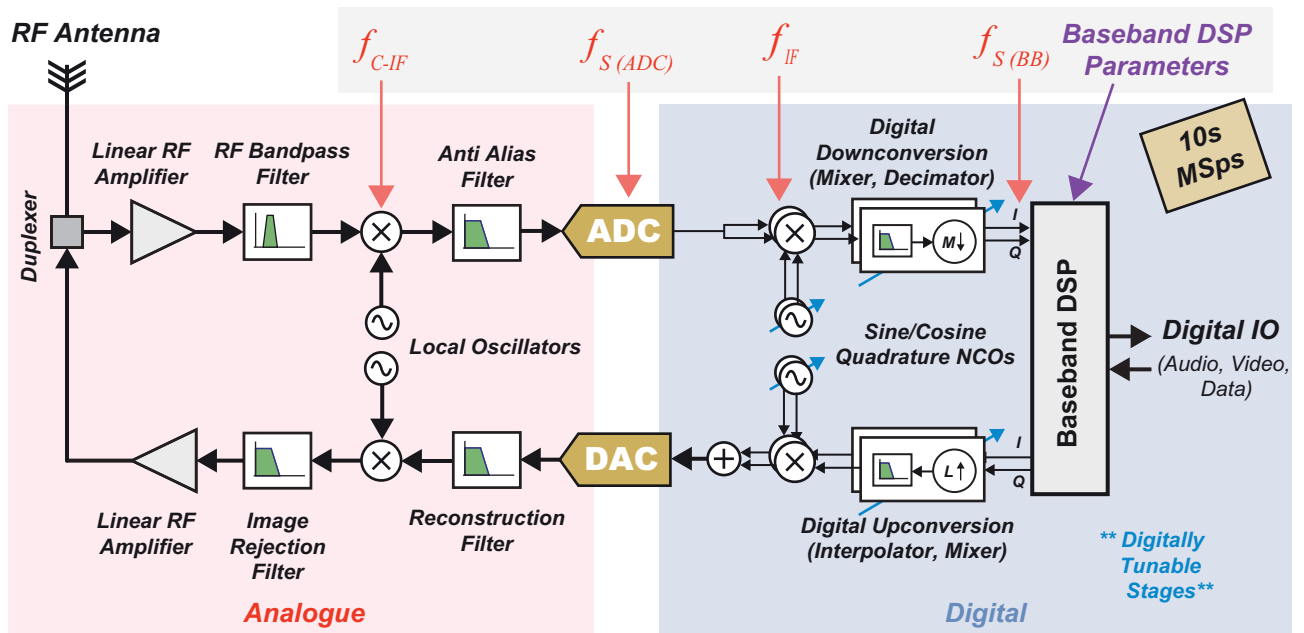 RF Antenna
f C-IF
f S (ADC)
f IF
f S (BB)
Baseband DSP
Parameters
10s
MSps
Linear RF
Amplifier
RF Bandpass
Filter
Anti Alias
Filter
Digital
Downconversion
(Mixer, Decimator)
Duplexer
ADC
M↓
I
Q
Baseband DSP
Local Oscillators
Sine/Cosine
Quadrature NCOs
Digital IO
(Audio, Video,
Data)
DAC
L↑
I
Q
Linear RF
Amplifier
Image
Rejection
Filter
Reconstruction
Filter
Digital Upconversion
(Interpolator, Mixer)
** Digitally
Tunable
Stages**
Analogue
Digital